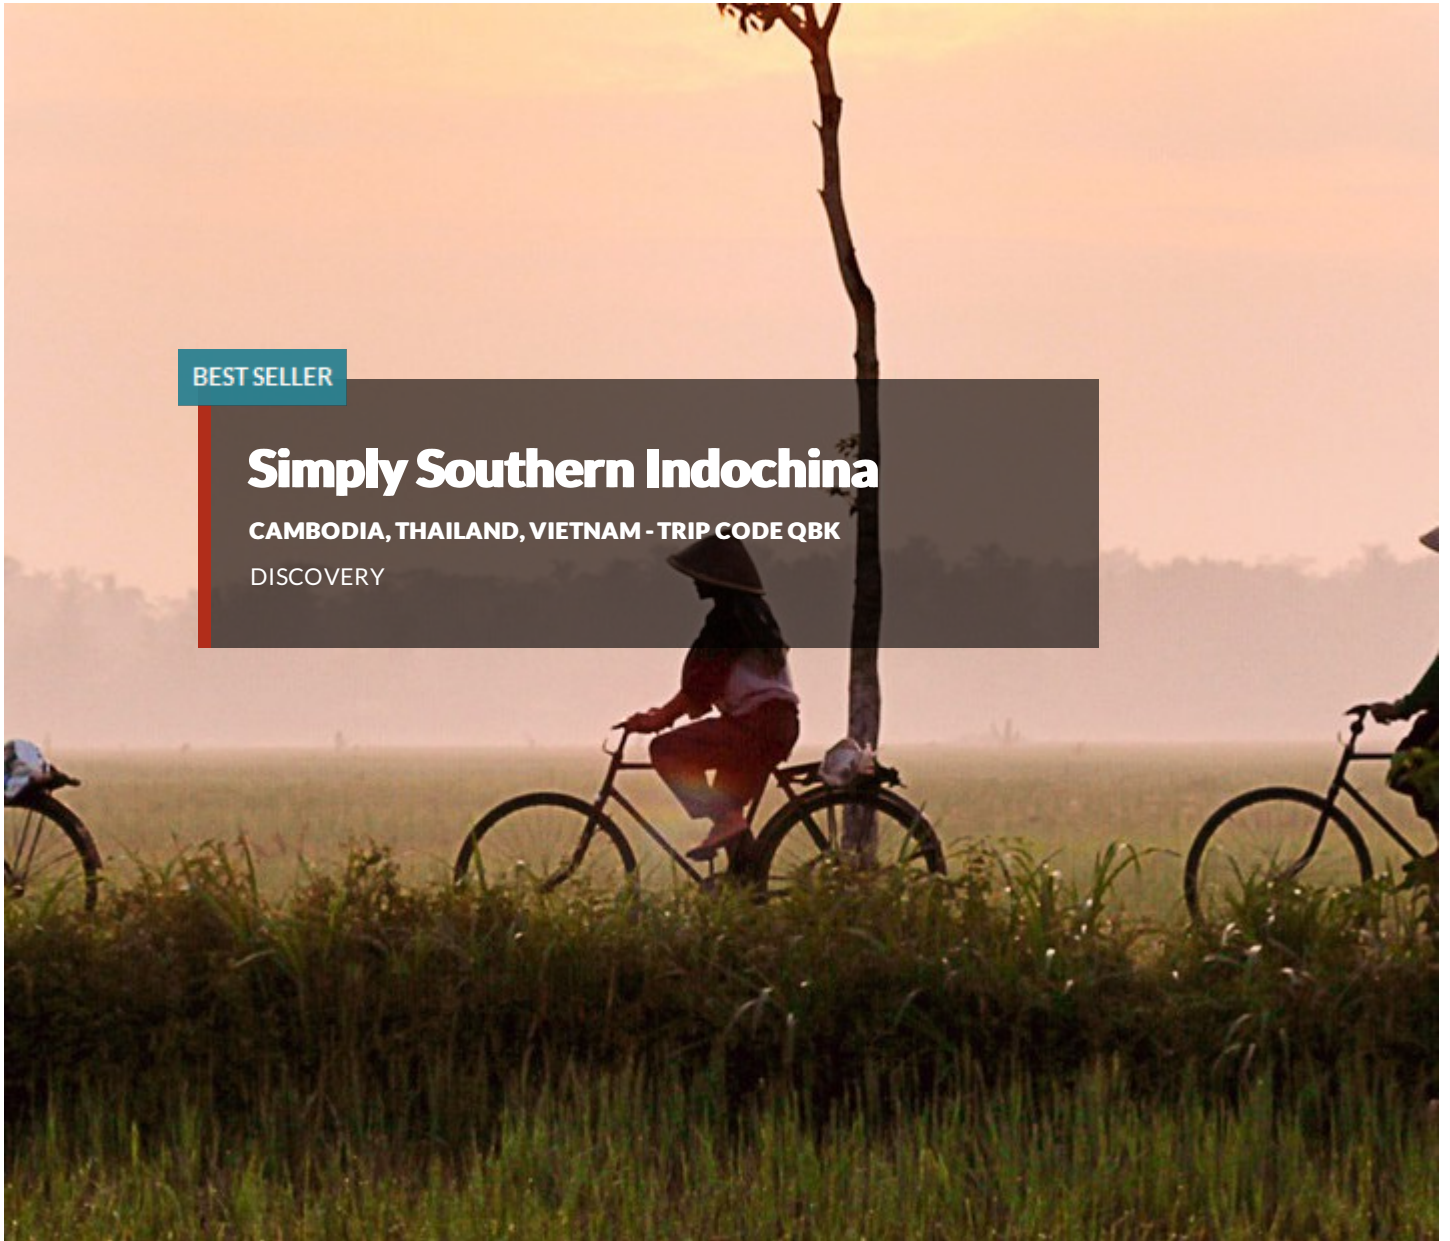 BEST SELLER
Simply Southern Indochina
CAMBODIA, THAILAND, VIETNAM - TRIP CODE QBK
DISCOVERY